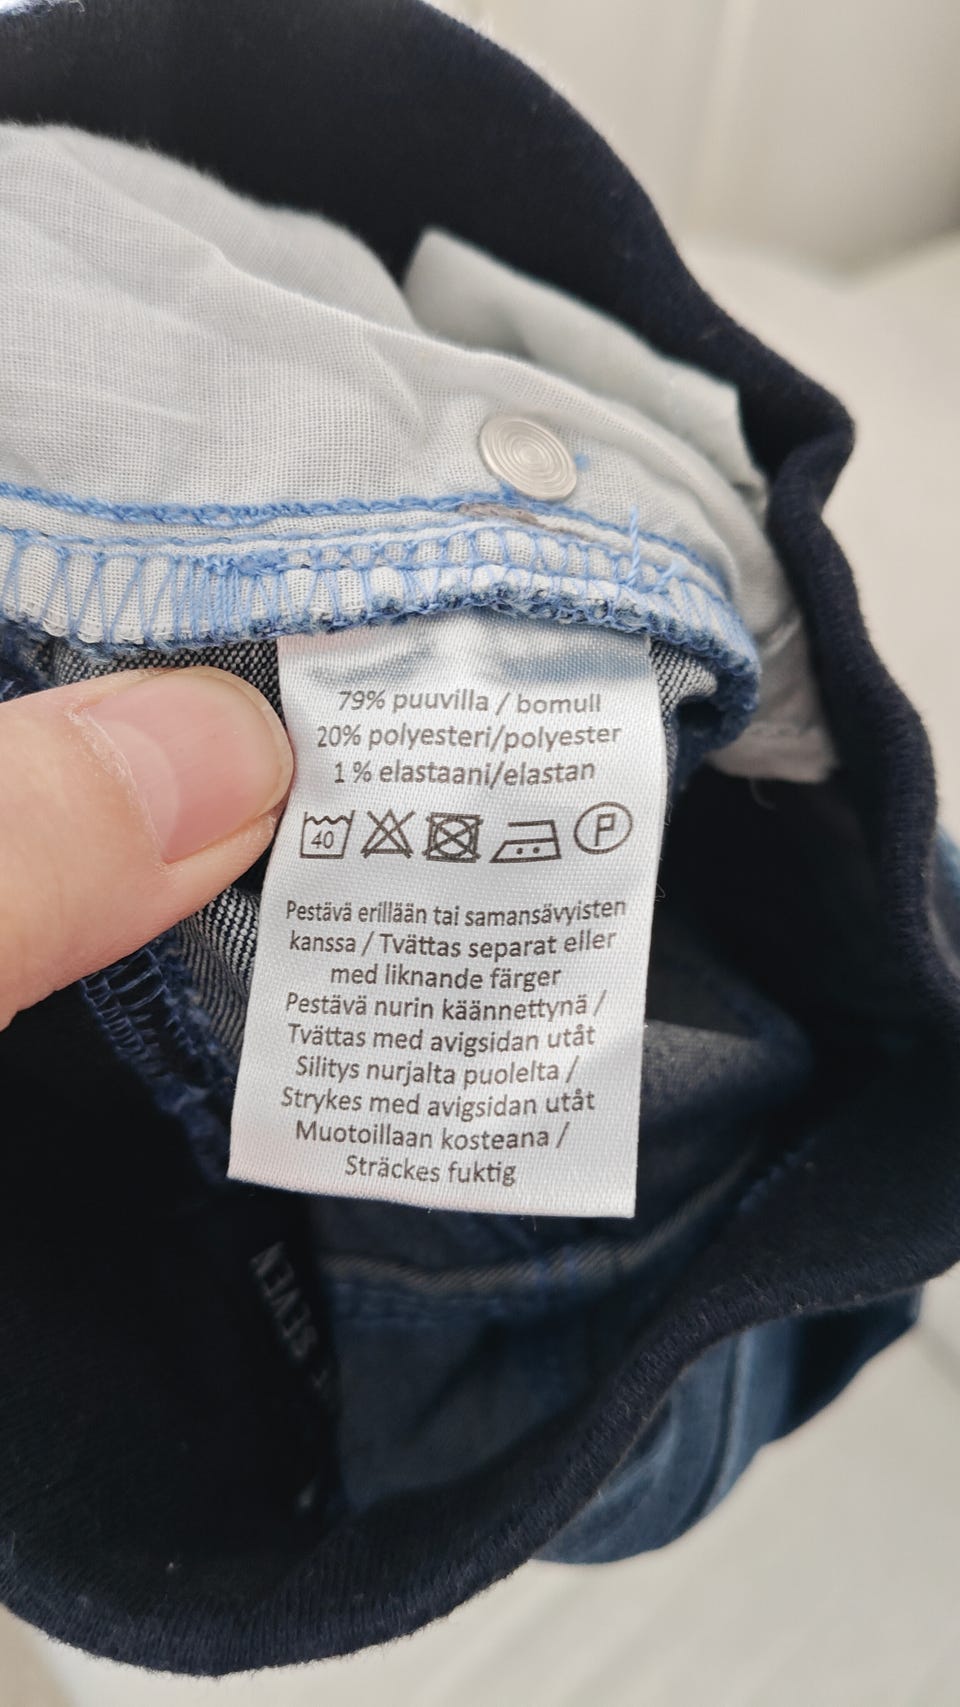 79% puuvilla / bomull
20% polyesteri/polyester
1 % elastaani/elastan
40
P
Pestävä erillään tai samansävyisten
kanssa / Tvättas separat eller
med liknande färger
Pestävä nurin käännettynä /
Tvättas med avigsidan utåt
Silitys nurjalta puolelta /
Strykes med avigsidan utåt
Muotoillaan kosteana /
Sträckes fuktig
SEVEN